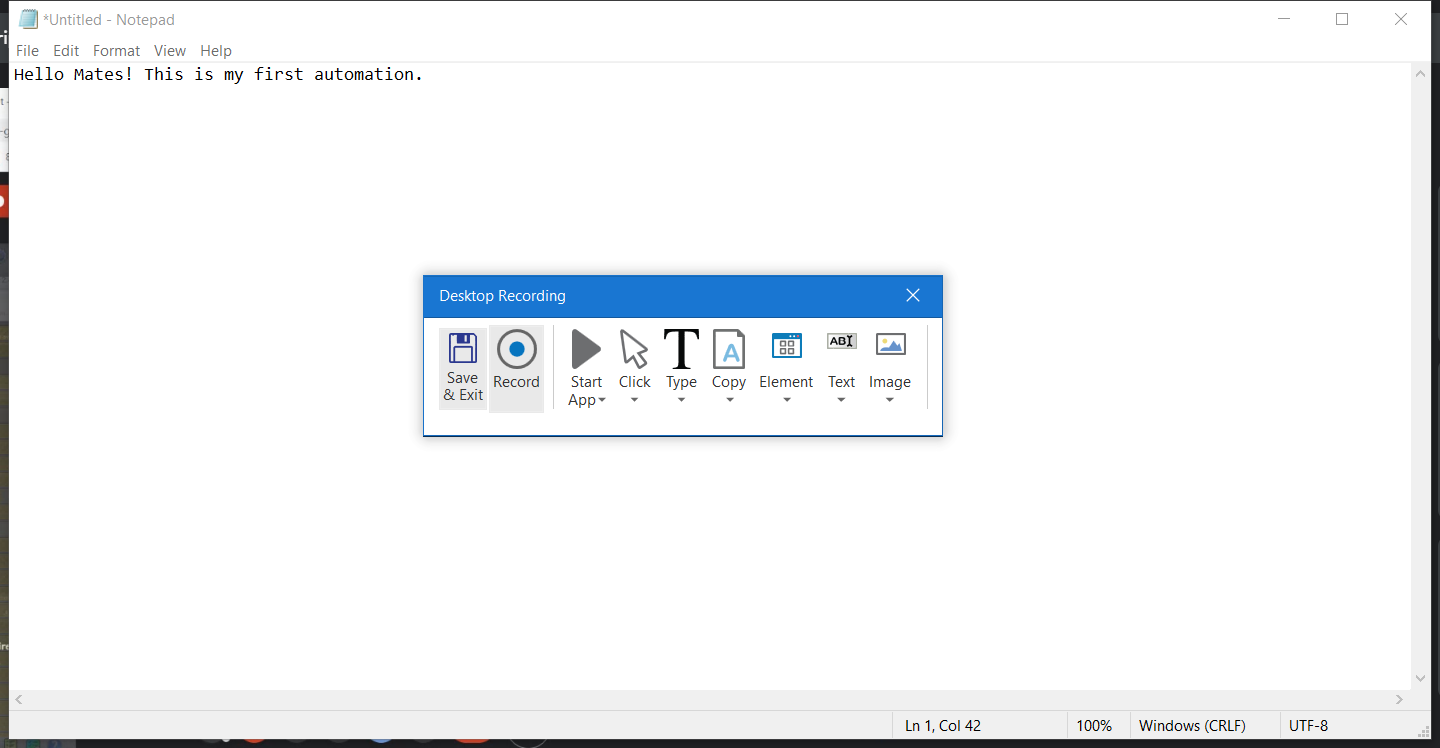 *Untitled - Notepad
File Edit Format View Help
Hello Mates! This is my first automation.
Desktop Recording
Save & Exit
Record
Start App
Click
Type
Copy
Element
ABI
Text
Image
Ln 1, Col 42
100%
Windows (CRLF)
UTF-8